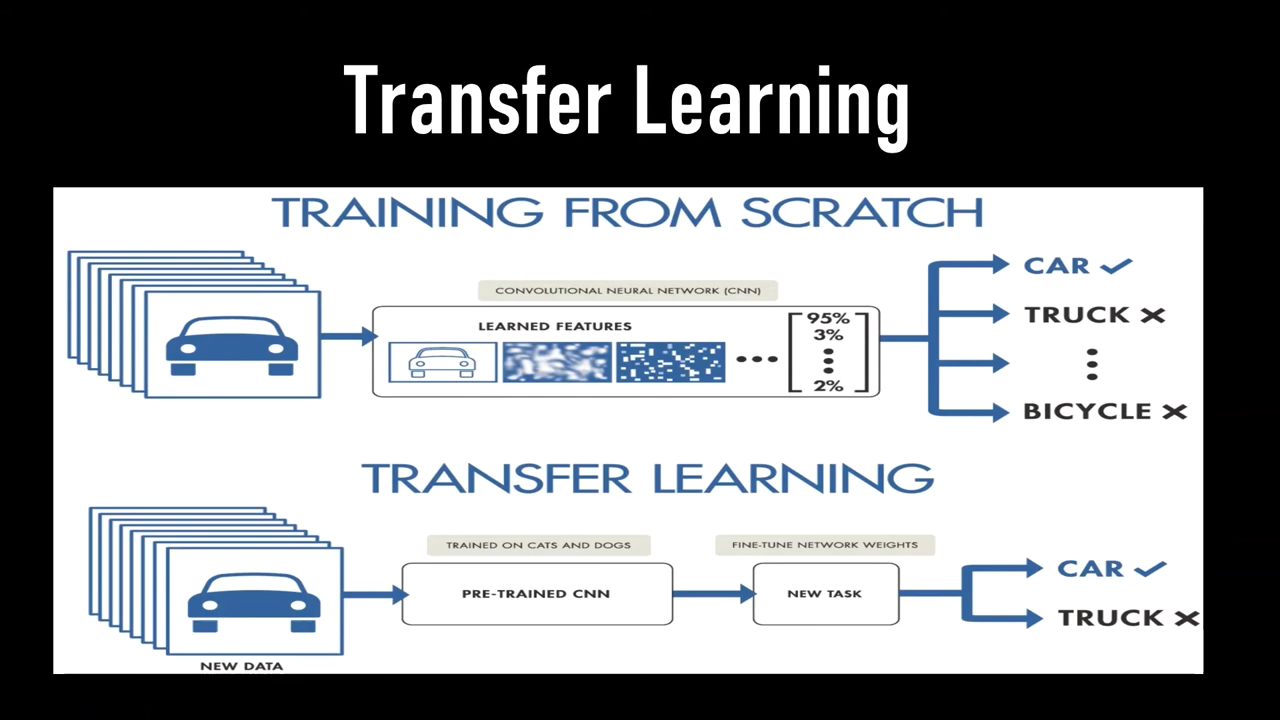 Transfer Learning
TRAINING FROM SCRATCH
CONVOLUTIONAL NEURAL NETWORK (CNN)
LEARNED FEATURES
95%
3%
2%
CAR
TRUCK
BICYCLE
TRANSFER LEARNING
TRAINED ON CATS AND DOGS
FINE-TUNE NETWORK WEIGHTS
PRE-TRAINED CNN
NEW TASK
CAR
TRUCK
NEW DATA